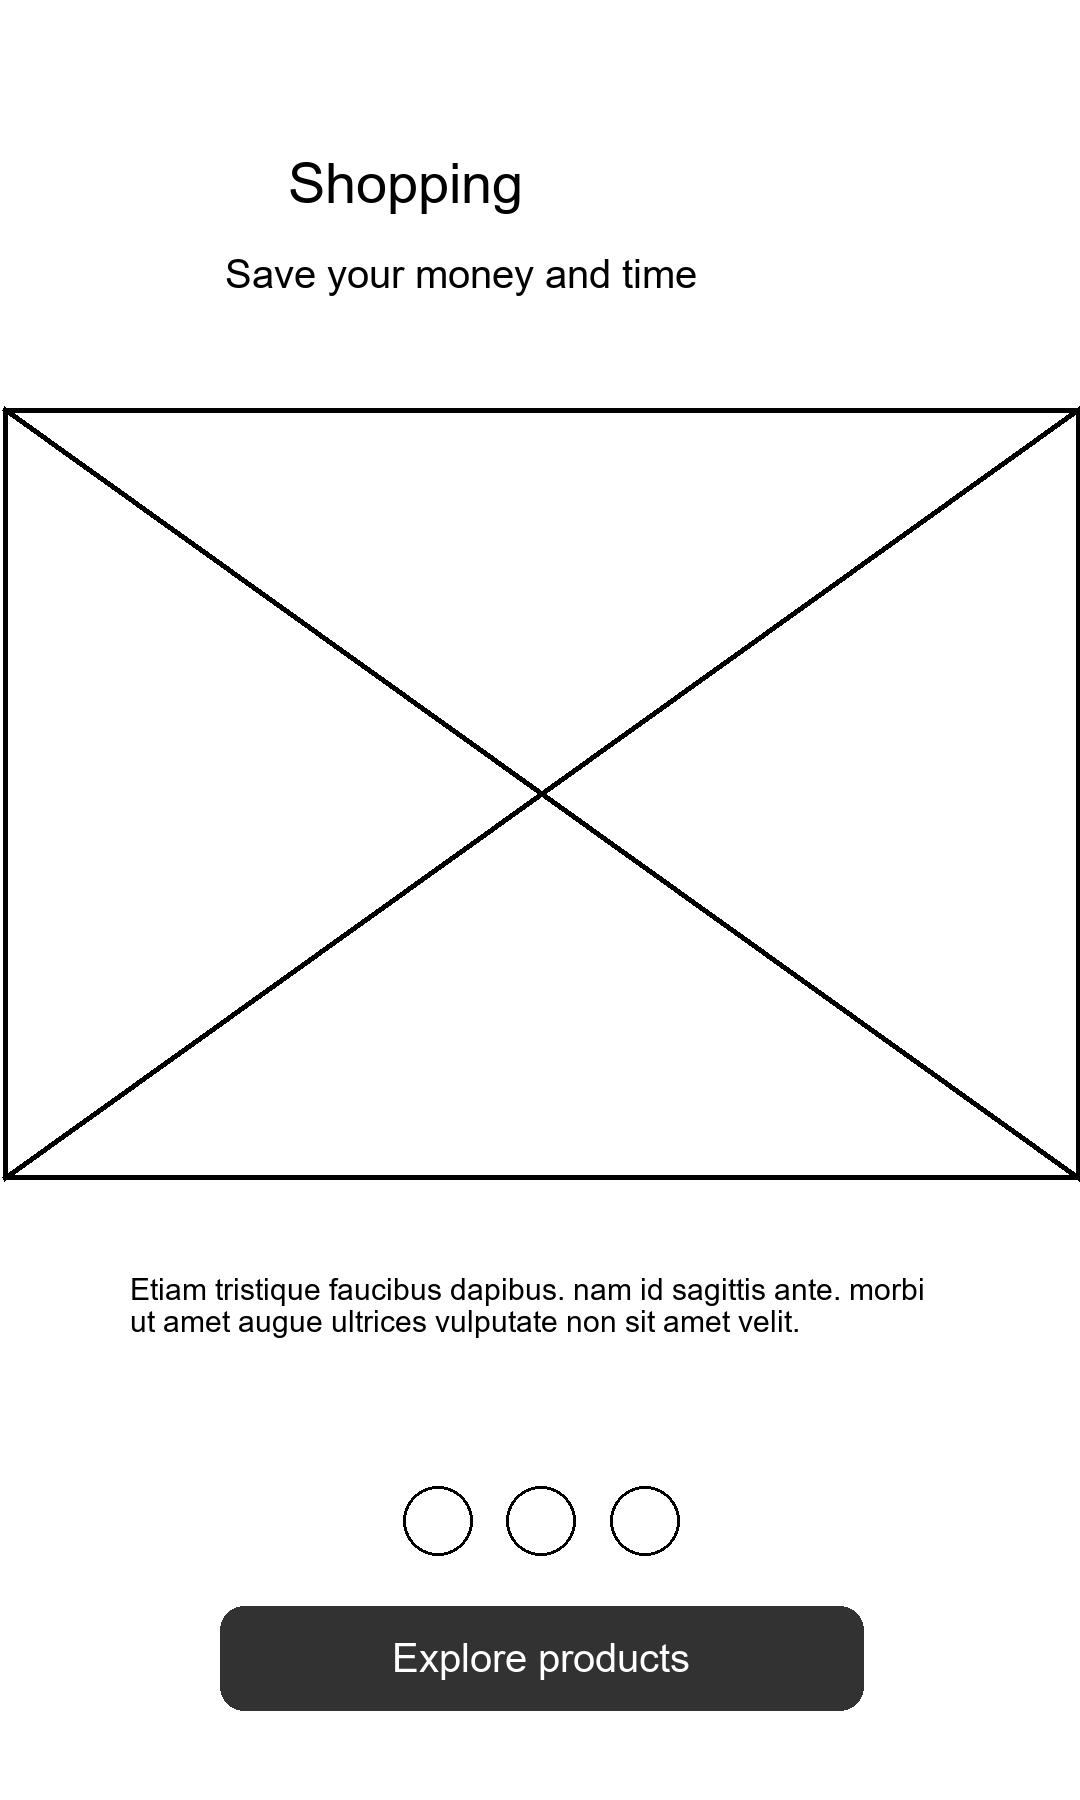 Shopping
Save your money and time
Etiam tristique faucibus dapibus. nam id sagittis ante. morbi
ut amet augue ultrices vulputate non sit amet velit.
Explore products